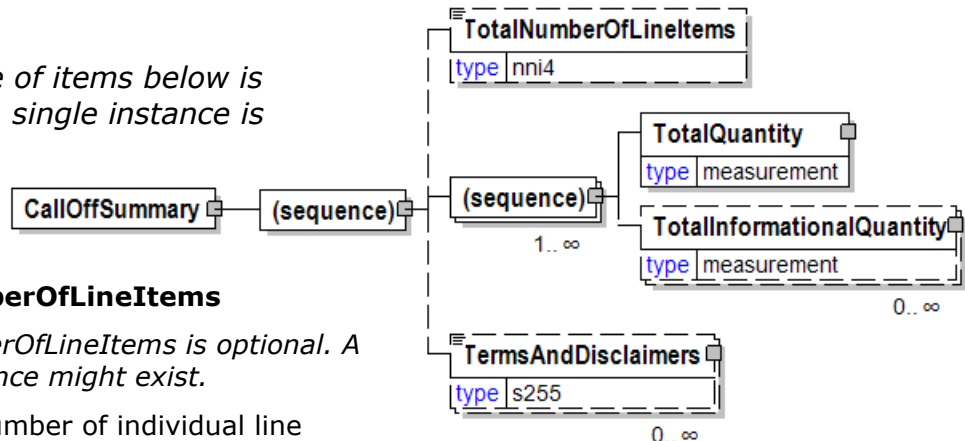 TotalNumberOfLineItems
type nni4
e of items below is
single instance is
TotalQuantity
type measurement
CallOffSummary
(sequence)
(sequence)
1.. ∞
TotalInformationalQuantity
type measurement
0.. ∞
berOfLineItems
erOfLineItems is optional. A
nce might exist.
TermsAndDisclaimers
type s255
umber of individual line
0.. ∞